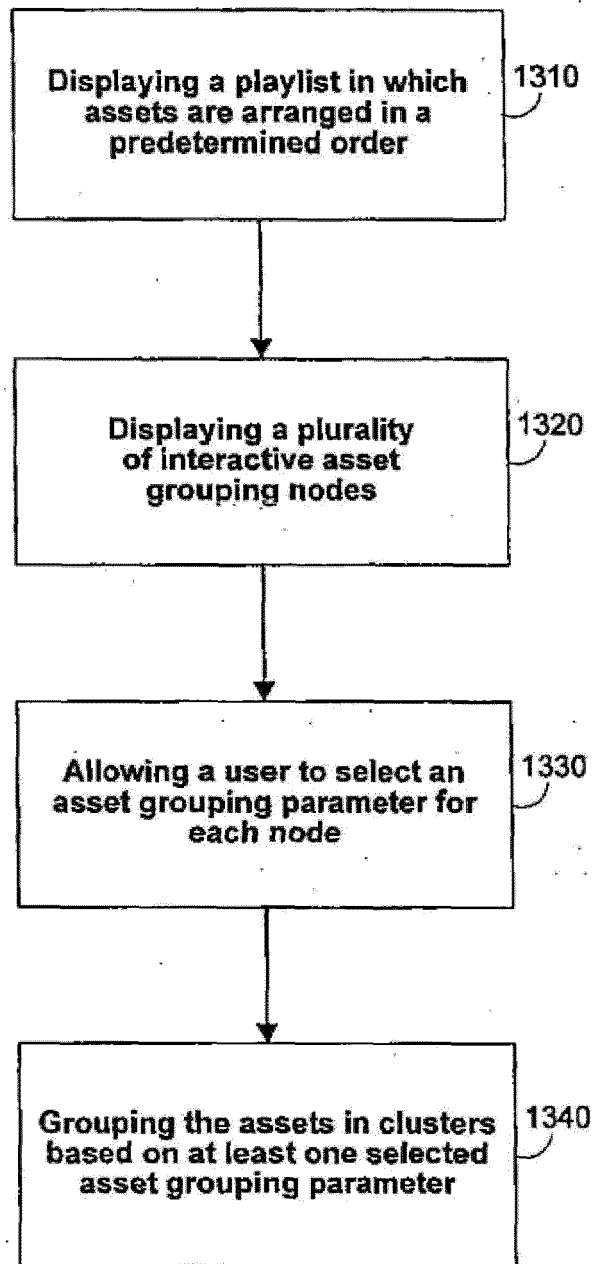 Displaying a playlist in which
assets are arranged in a
predetermined order
1310
Displaying a plurality
of interactive asset
grouping nodes
1320
Allowing a user to select an
asset grouping parameter for
each node
1330
Grouping the assets in clusters
based on at least one selected
asset grouping parameter
1340